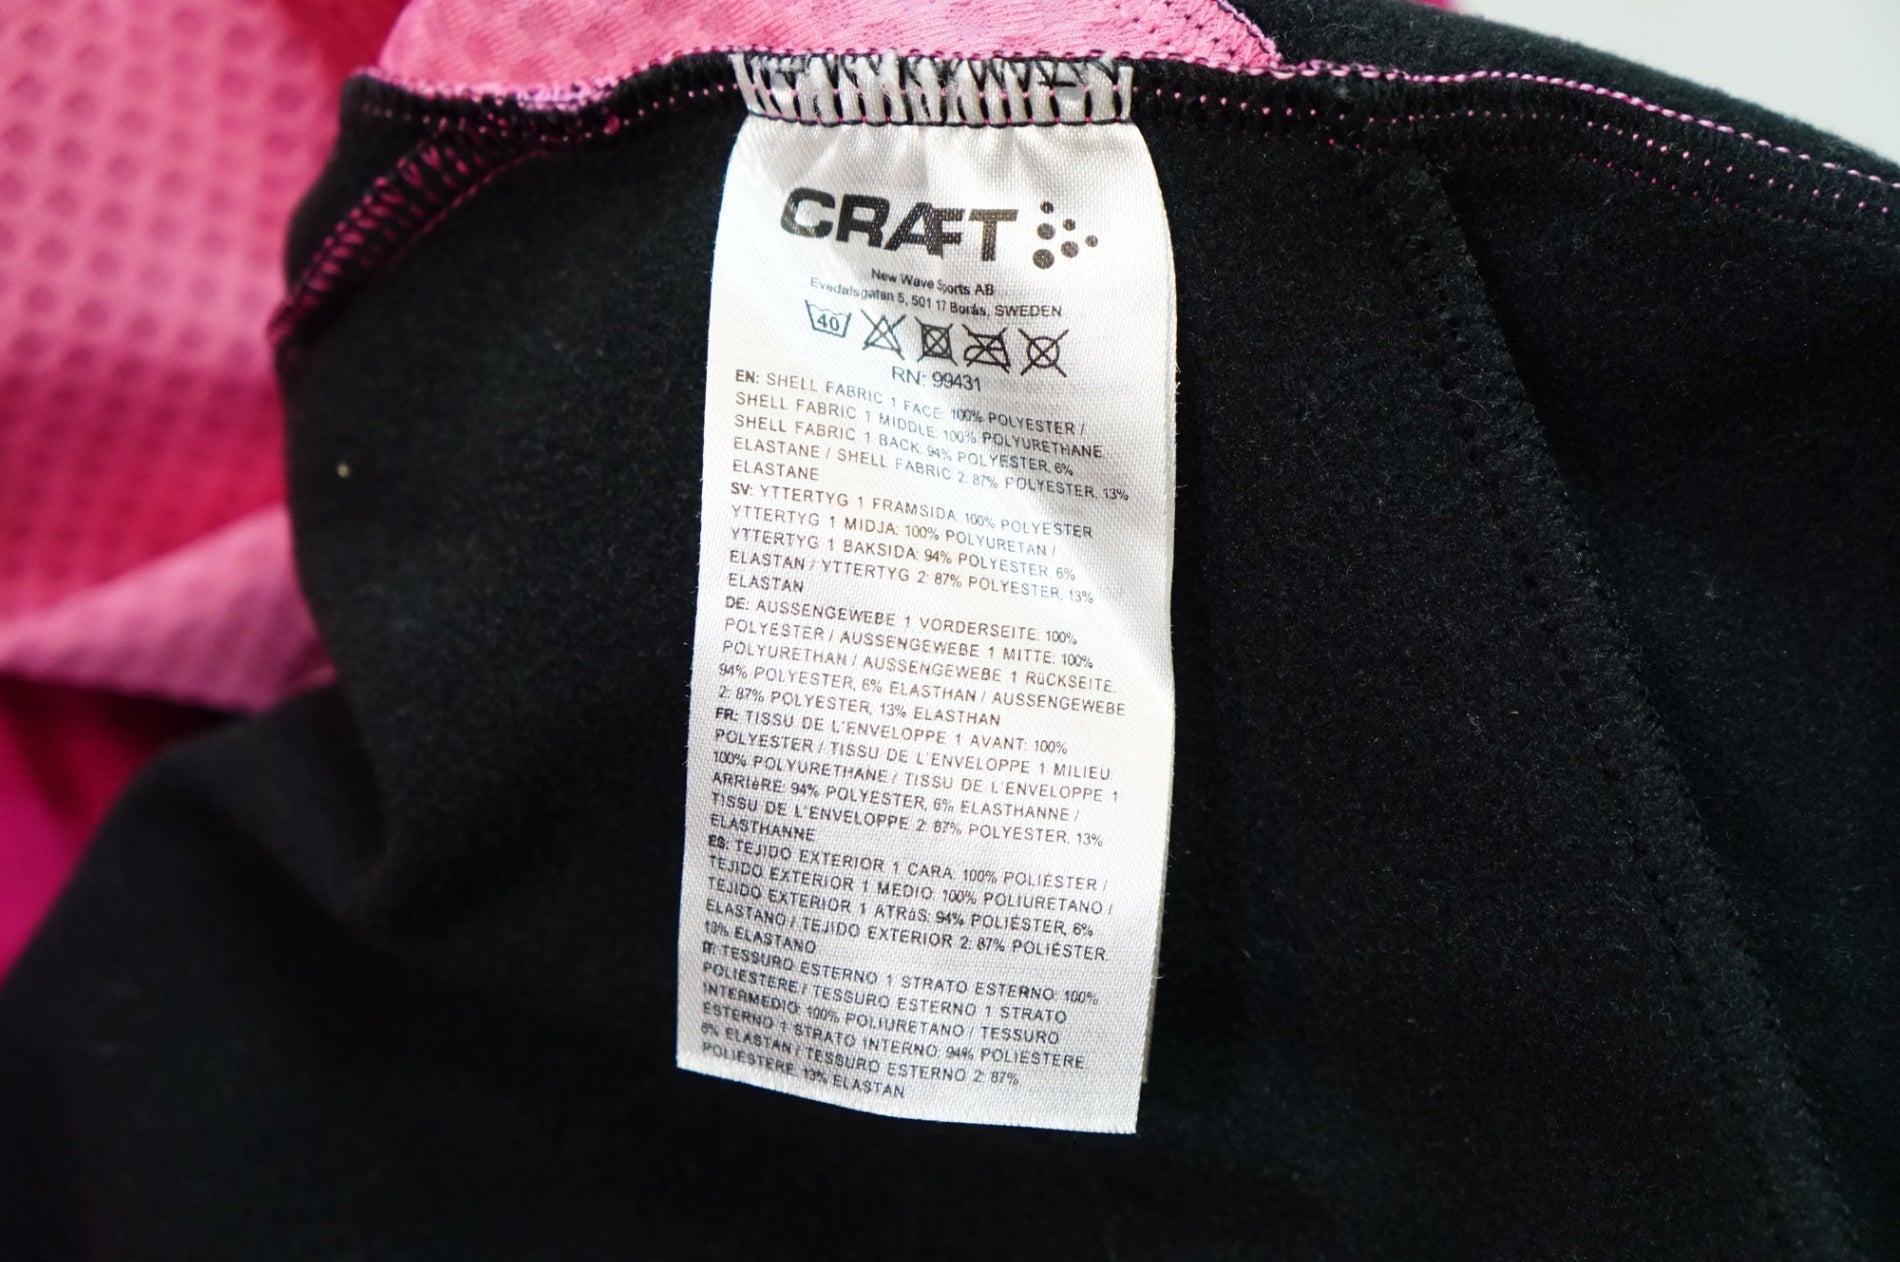 CRAFT
New Wave Sports AB
Evedalsgatan 5, 501 17 Borås, SWEDEN
40
RN: 99431
EN: SHELL FABRIC 1 FACE: 100% POLYESTER /
SHELL FABRIC 1 MIDDLE: 100% POLYURETHANE
SHELL FABRIC 1 BACK: 94% POLYESTER, 6%
ELASTANE / SHELL FABRIC 2: 87% POLYESTER, 13%
ELASTANE
SV: YTTERTYG 1 FRAMSIDA: 100% POLYESTER
YTTERTYG 1 MIDJA: 100% POLYURETAN /
YTTERTYG 1 BAKSIDA: 94% POLYESTER, 6%
ELASTAN / YTTERTYG 2: 87% POLYESTER, 13%
ELASTAN
DE: AUSSENGEWEBE 1 VORDERSEITE: 100%
POLYESTER / AUSSENGEWEBE 1 MITTE: 100%
POLYURETHAN / AUSSENGEWEBE 1 RüCKSEITE:
94% POLYESTER, 6% ELASTHAN / AUSSENGEWEBE
2: 87% POLYESTER, 13% ELASTHAN
FR: TISSU DE L'ENVELOPPE 1 AVANT: 100%
POLYESTER / TISSU DE L'ENVELOPPE 1 MILIEU:
100% POLYURETHANE / TISSU DE L'ENVELOPPE 1
ARRIèRE: 94% POLYESTER, 6% ELASTHANNE /
TISSU DE L'ENVELOPPE 2: 87% POLYESTER, 13%
ELASTHANNE
ES: TEJIDO EXTERIOR 1 CARA: 100% POLIÉSTER /
TEJIDO EXTERIOR 1 MEDIO: 100% POLIURETANO /
TEJIDO EXTERIOR 1 ATRáS: 94% POLIÉSTER, 6%
ELASTANO / TEJIDO EXTERIOR 2: 87% POLIÉSTER,
13% ELASTANO
IT: TESSURO ESTERNO 1 STRATO ESTERNO: 100%
POLIESTERE / TESSURO ESTERNO 1 STRATO
INTERMEDIO: 100% POLIURETANO / TESSURO
ESTERNO 1 STRATO INTERNO: 94% POLIESTERE
6% ELASTAN / TESSURO ESTERNO 2: 87%
POLIESTERE, 13% ELASTAN